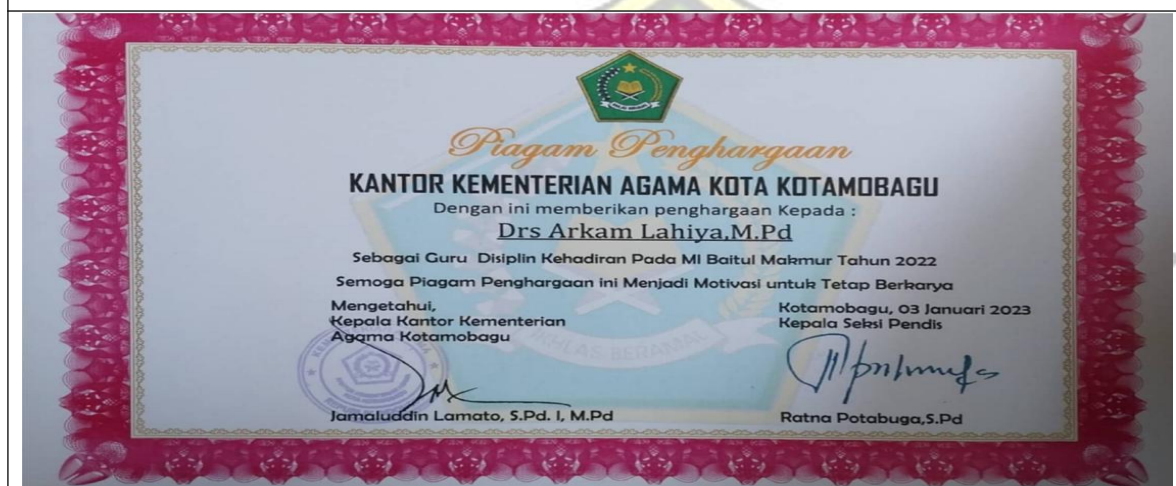 Piagam Penghargaan
KANTOR KEMENTERIAN AGAMA KOTA KOTAMOBAGU
Dengan ini memberikan penghargaan Kepada :
Drs Arkam Lahiya,M.Pd
Sebagai Guru Disiplin Kehadiran Pada MI Baitul Makmur Tahun 2022
Semoga Piagam Penghargaan ini Menjadi Motivasi untuk Tetap Berkarya
Mengetahui,
Kepala Kantor Kementerian
Agama Kotamobagu
Kotamobagu, 03 Januari 2023
Kepala Seksi Pendis
IKHLAS BERAMAL
Jamaluddin Lamato, S.Pd. I, M.Pd
Ratna Potabuga,S.Pd